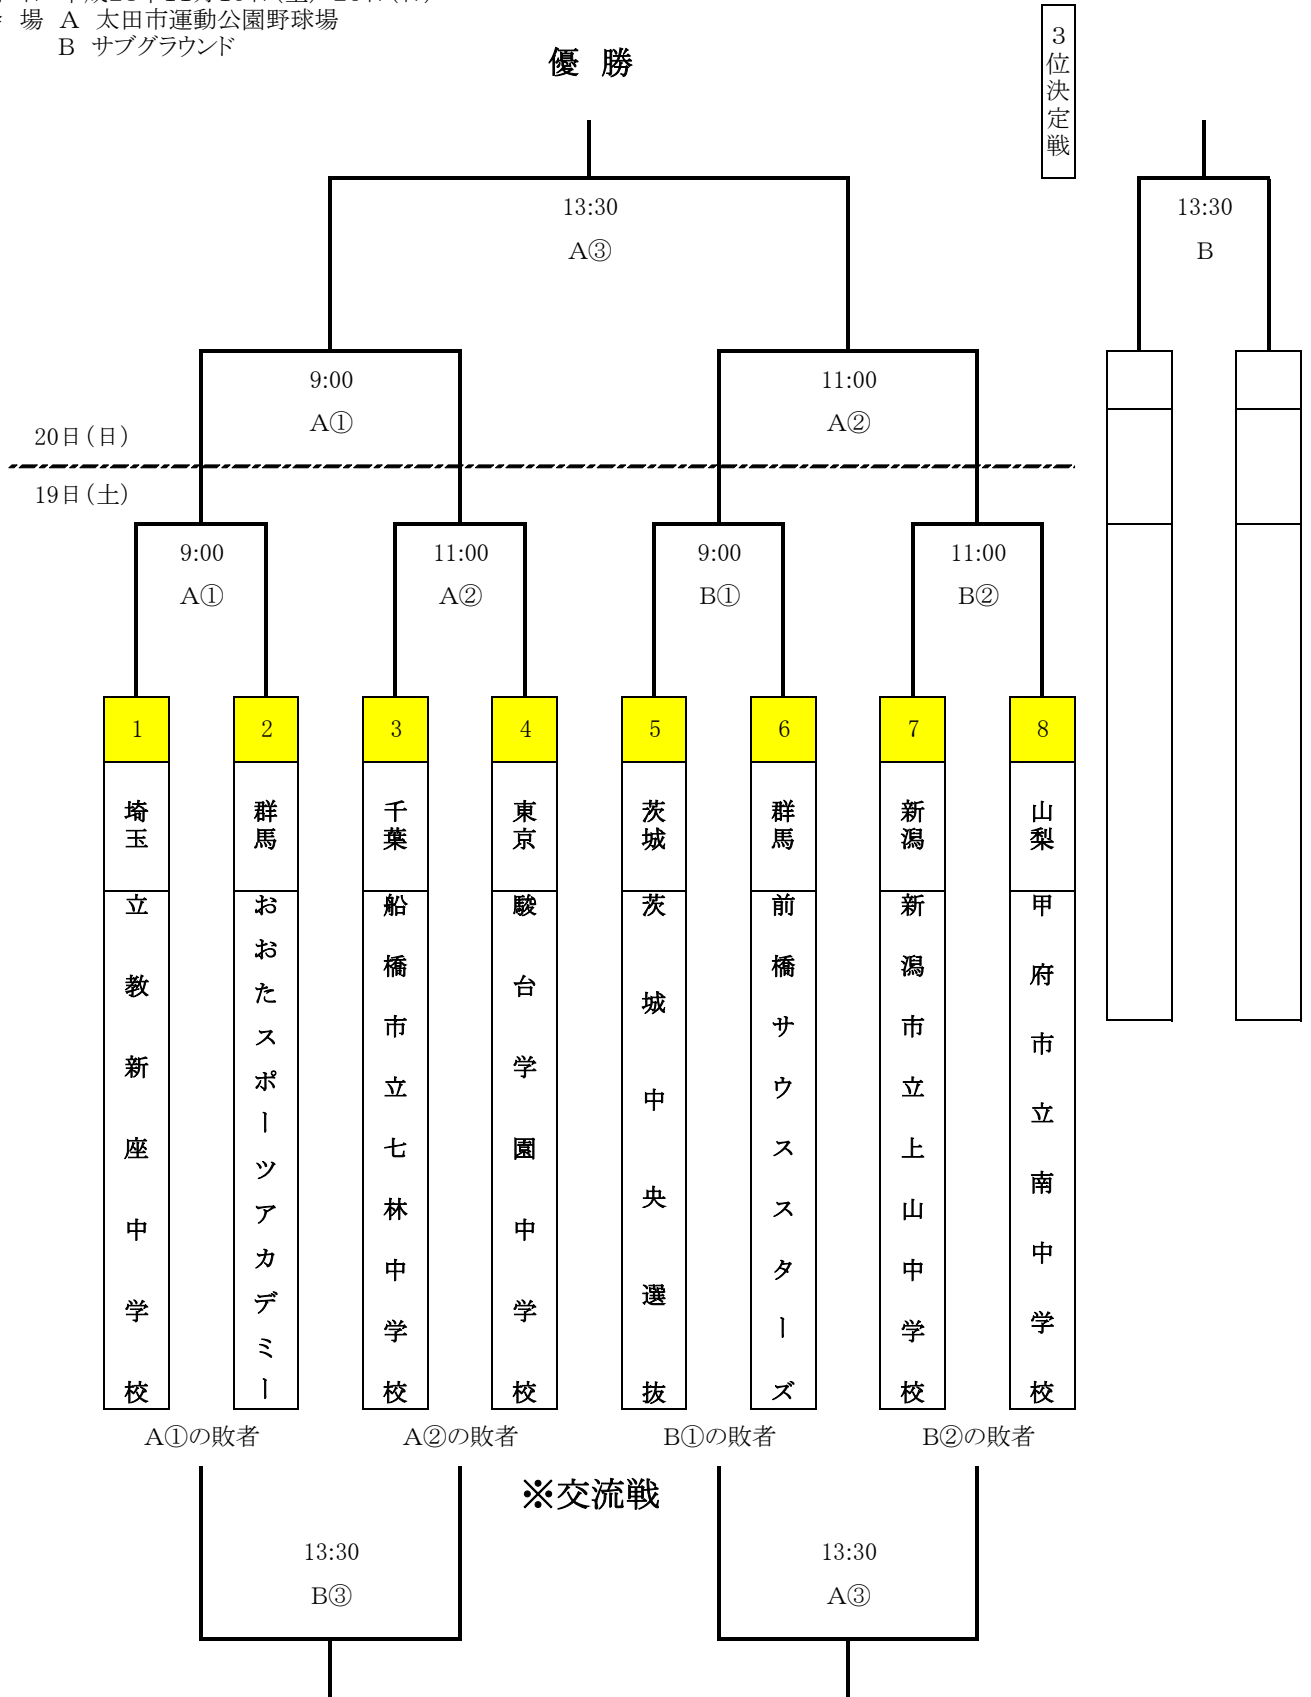 場 A 太田市運動公園野球場
B サブグラウンド
優 勝
3位決定戦
13:30
A③
13:30
B
9:00
A①
11:00
A②
20日(日)
19日(土)
9:00
A①
11:00
A②
9:00
B①
11:00
B②
1
埼玉
立教新座中学校
2
群馬
おおたスポーツアカデミー
3
千葉
船橋市立七林中学校
4
東京
駿台学園中学校
5
茨城
茨城中央選抜
6
群馬
前橋サウススターズ
7
新潟
新潟市立上山中学校
8
山梨
甲府市立南中学校
A①の敗者
A②の敗者
B①の敗者
B②の敗者
※交流戦
13:30
B③
13:30
A③